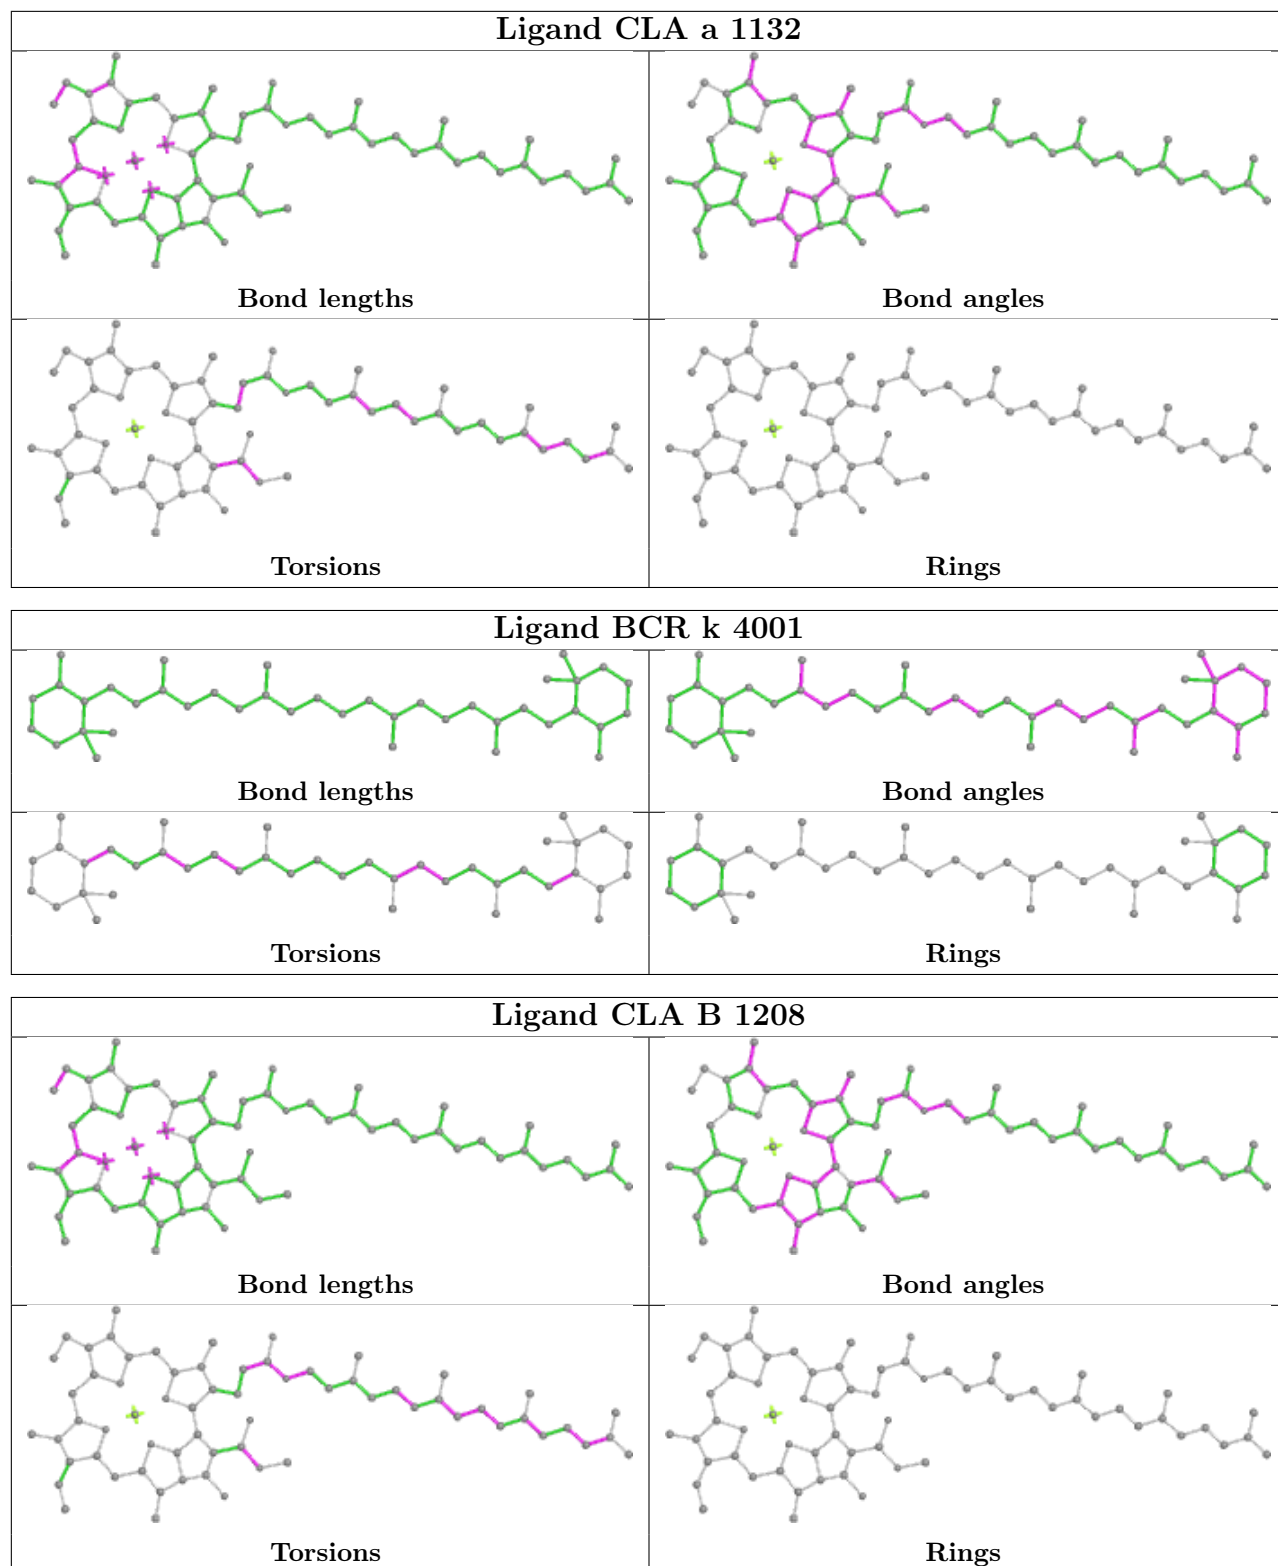 Ligand CLA a 1132
Bond lengths
Bond angles
Torsions
Rings
Ligand BCR k 4001
Bond lengths
Bond angles
Torsions
Rings
Ligand CLA B 1208
Bond lengths
Bond angles
Torsions
Rings